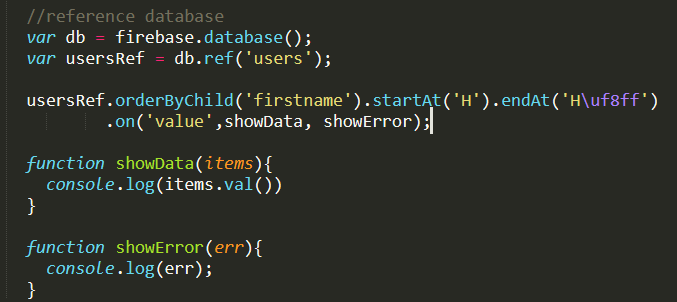 //reference database
var db = firebase.database();
var usersRef = db.ref('users');
usersRef.orderByChild('firstname').startAt('H').endAt('H\uf8ff')
.on('value',showData, showError);
function showData(items){
console.log(items.val())
}
function showError(err){
console.log(err);
}